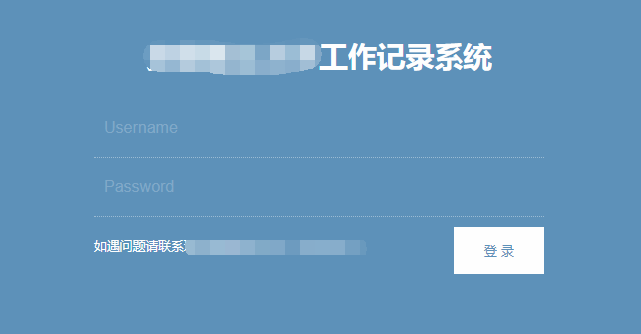 工作记录系统
Username
Password
如遇问题请联系
登 录